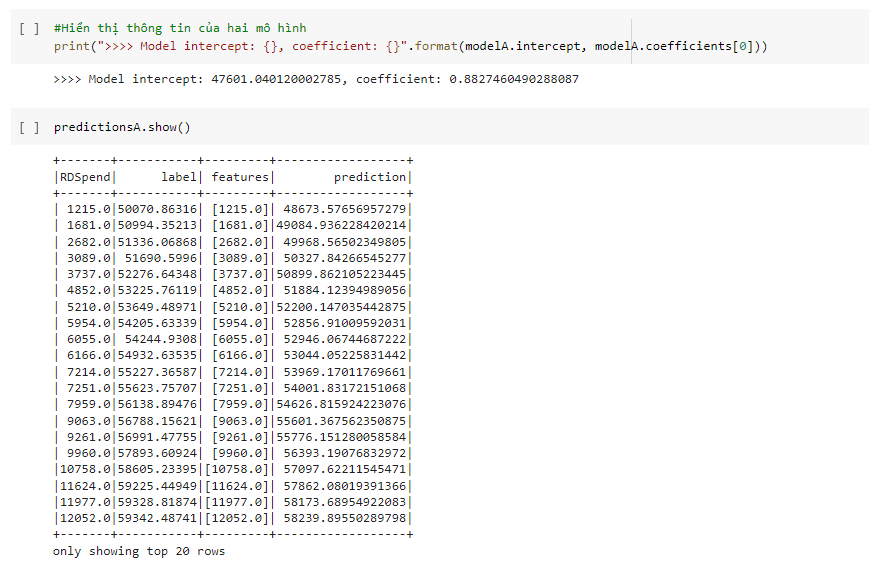 [ ] #Hiển thị thông tin của hai mô hình
print(">>>> Model intercept: {}, coefficient: {}".format(modelA.intercept, modelA.coefficients[0]))
>>>> Model intercept: 47601.040120002785, coefficient: 0.8827460490288087
[ ] predictionsA.show()
+-------+-----------+---------+------------------+
|RDSpend|      label| features|        prediction|
+-------+-----------+---------+------------------+
| 1215.0|50070.86316| [1215.0]| 48673.57656957279|
| 1681.0|50994.35213| [1681.0]|49084.936228420214|
| 2682.0|51336.06868| [2682.0]| 49968.56502349805|
| 3089.0| 51690.5996| [3089.0]| 50327.84266545277|
| 3737.0|52276.64348| [3737.0]|50899.862105223445|
| 4852.0|53225.76119| [4852.0]| 51884.12394989056|
| 5210.0|53649.48971| [5210.0]|52200.147035442875|
| 5954.0|54205.63339| [5954.0]| 52856.91009592031|
| 6055.0| 54244.9308| [6055.0]| 52946.06744687222|
| 6166.0|54932.63535| [6166.0]| 53044.05225831442|
| 7214.0|55227.36587| [7214.0]| 53969.17011769661|
| 7251.0|55623.75707| [7251.0]| 54001.83172151068|
| 7959.0|56138.89476| [7959.0]|54626.815924223076|
| 9063.0|56788.15621| [9063.0]|55601.367562350875|
| 9261.0|56991.47755| [9261.0]|55776.151280058584|
| 9960.0|57893.60924| [9960.0]| 56393.19076832972|
|10758.0|58605.23395|[10758.0]| 57097.62211545471|
|11624.0|59225.44949|[11624.0]| 57862.08019391366|
|11977.0|59328.81874|[11977.0]| 58173.68954922083|
|12052.0|59342.48741|[12052.0]| 58239.89550289798|
+-------+-----------+---------+------------------+
only showing top 20 rows